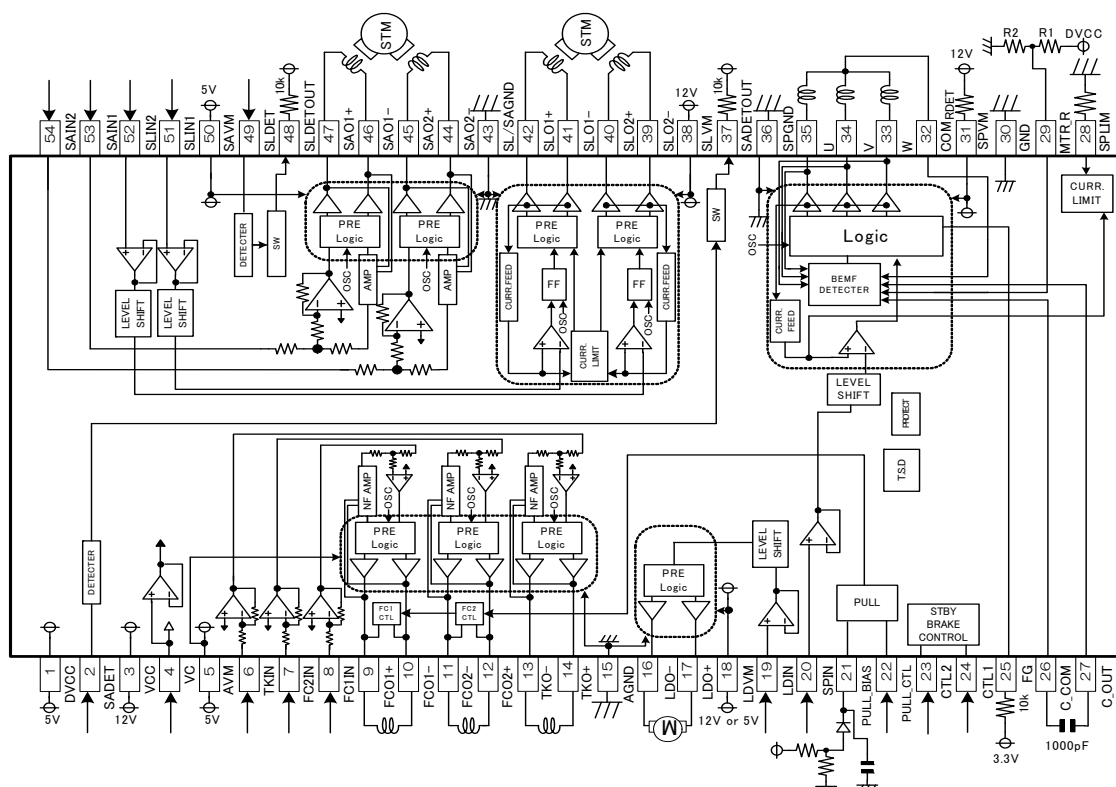 STM
STM
R2
R1
DVCC
5V
10k
12V
10k
12V
RDET
54
SAIN2
53
SAIN1
52
SLIN2
51
SLIN1
50
SAVM
49
SLDET
48
SLDETOUT
47
SAO1+
46
SAO1-
45
SAO2+
44
SAO2-
43
SL/SAGND
42
SLO1+
41
SLO1-
40
SLO2+
39
SLO2-
38
SLVM
37
SADETOUT
36
SPGND
35
U
34
V
33
W
32
COM
31
SPVM
30
GND
29
MTR_R
28
SPLIM
DETECTER
SW
PRE
Logic
PRE
Logic
OSC
AMP
OSC
AMP
LEVEL
SHIFT
LEVEL
SHIFT
PRE
Logic
PRE
Logic
CURR.FEED
FF
OSC
FF
OSC
CURR.FEED
CURR.
LIMIT
SW
OSC
Logic
BEMF
DETECTER
CURR.
FEED
CURR.
LIMIT
LEVEL
SHIFT
PROTECT
T.S.D
NF AMP
OSC
NF AMP
OSC
NF AMP
OSC
PRE
Logic
PRE
Logic
PRE
Logic
FC1
CTL
FC2
CTL
DETECTER
PRE
Logic
LEVEL
SHIFT
PULL
STBY
BRAKE
CONTROL
1
DVCC
2
SADET
3
VCC
4
VC
5
AVM
6
TKIN
7
FC2IN
8
FC1IN
9
FCO1+
10
FCO1-
11
FCO2-
12
FCO2+
13
TKO-
14
TKO+
15
AGND
16
LDO-
17
LDO+
18
LDVM
19
LDIN
20
SPIN
21
PULL_BIAS
22
PULL_CTL
23
CTL2
24
CTL1
25
FG
26
C_COM
27
C_OUT
5V
12V
5V
M
12V or 5V
10k
3.3V
1000pF